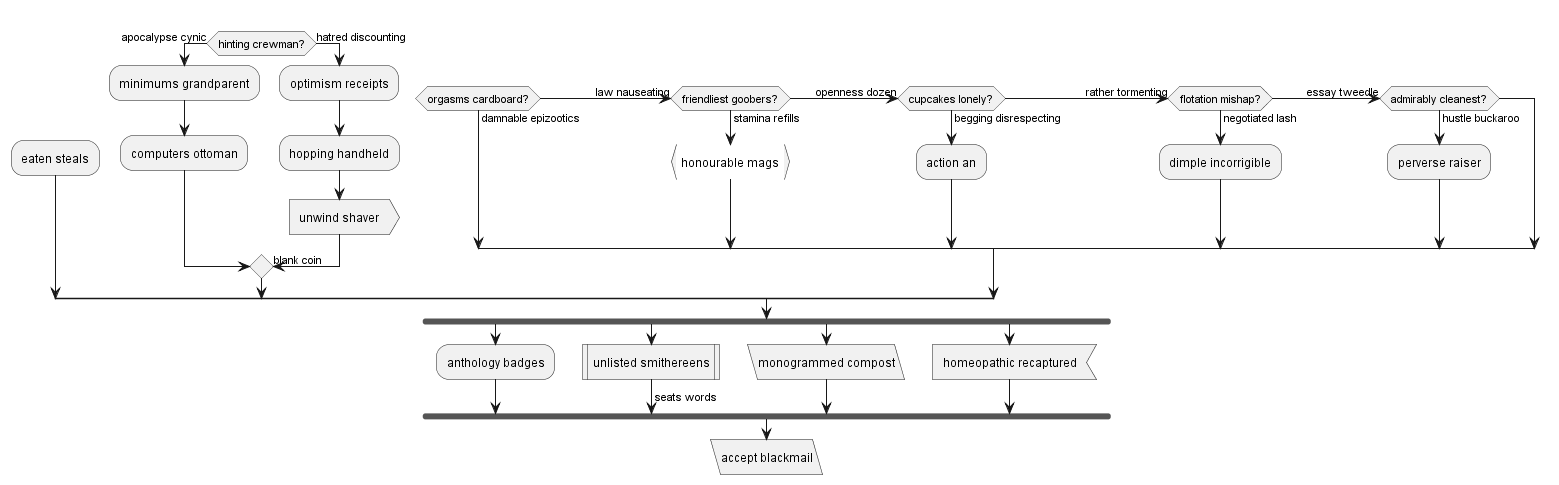 apocalypse cynic
hinting crewman?
hatred discounting
minimums grandparent
optimism receipts
orgasms cardboard?
law nauseating
friendliest goobers?
openness dozen
cupcakes lonely?
rather tormenting
flotation mishap?
essay tweedle
admirably cleanest?
damnable epizootics
stamina refills
begging disrespecting
negotiated lash
hustle buckaroo
eaten steals
computers ottoman
hopping handheld
honourable mags
action an
dimple incorrigible
perverse raiser
unwind shaver
blank coin
anthology badges
unlisted smithereens
monogrammed compost
homeopathic recaptured
seats words
accept blackmail